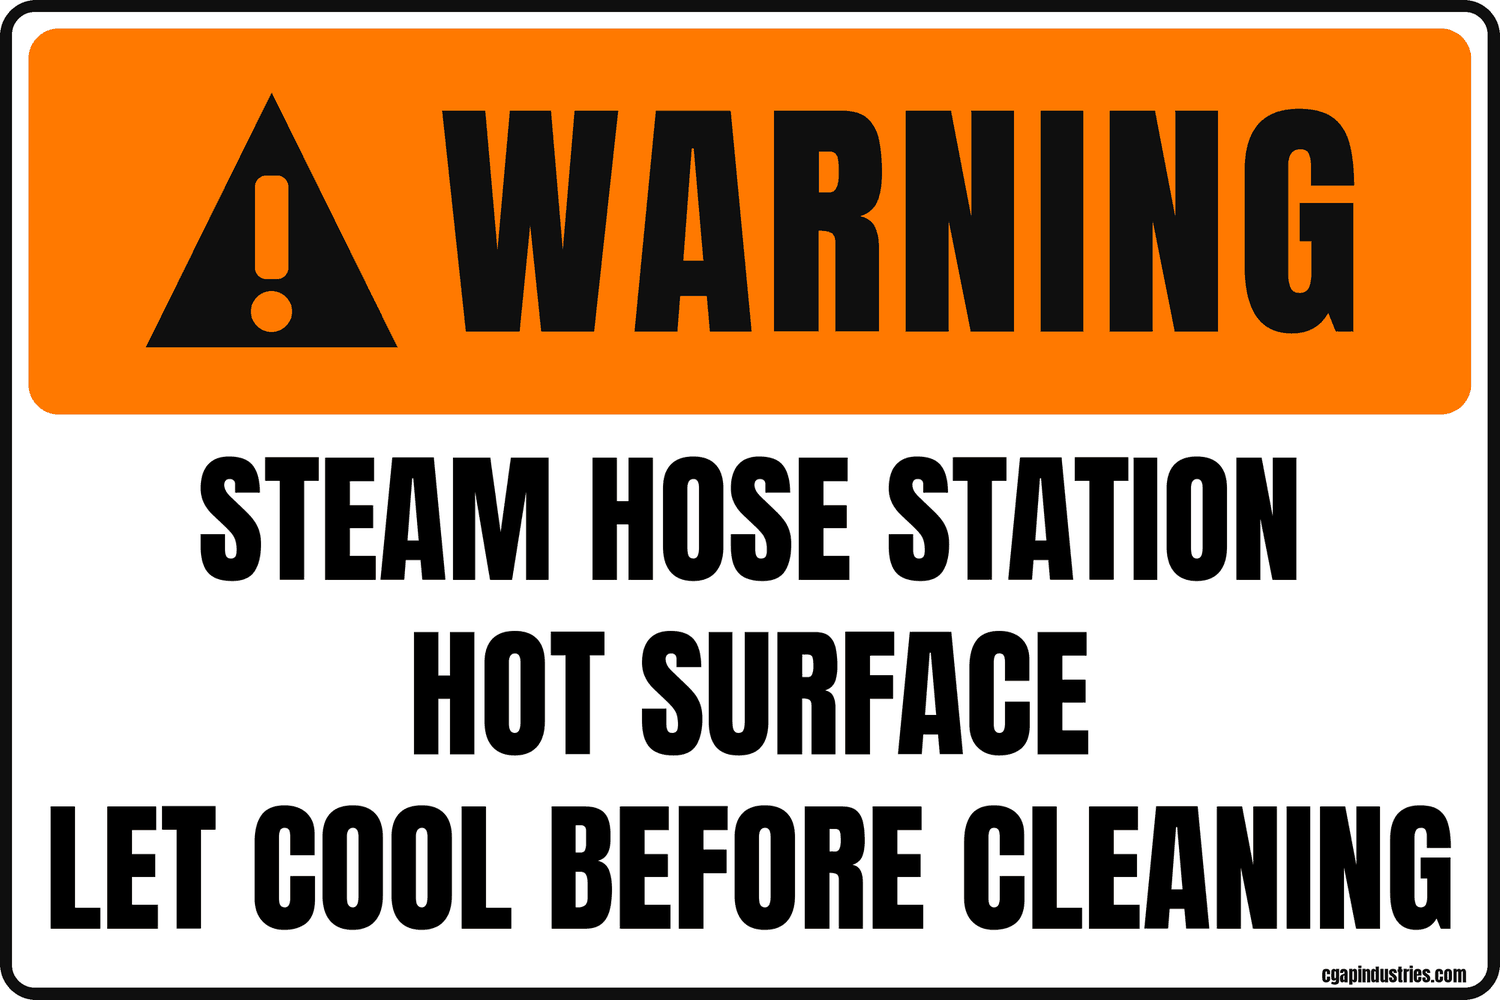 WARNING
STEAM HOSE STATION
HOT SURFACE
LET COOL BEFORE CLEANING
cgapindustries.com